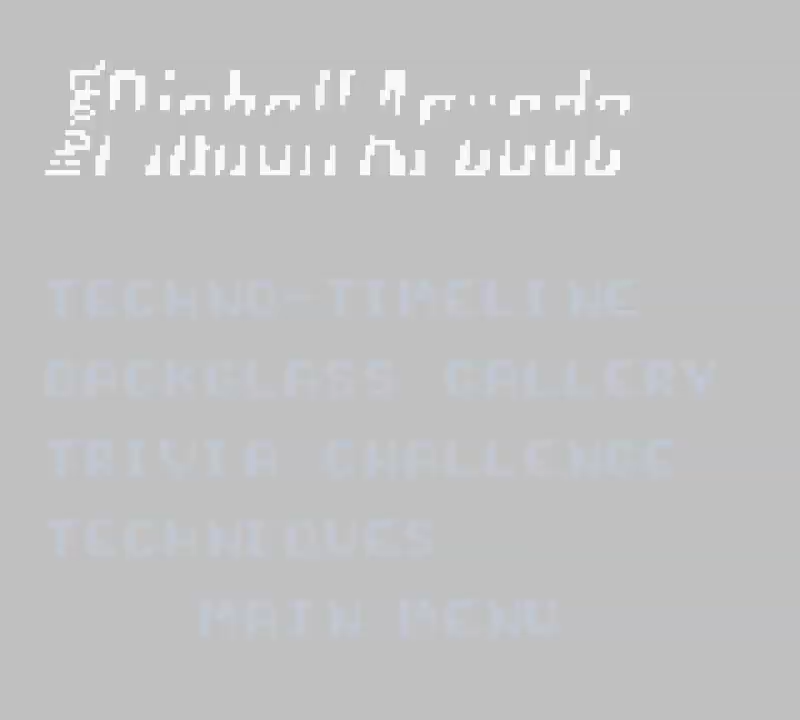 TECHNO-TIMELINE
BACKGLASS GALLERY
TRIVIA CHALLENGE
TECHNIQUES
MAIN MENU